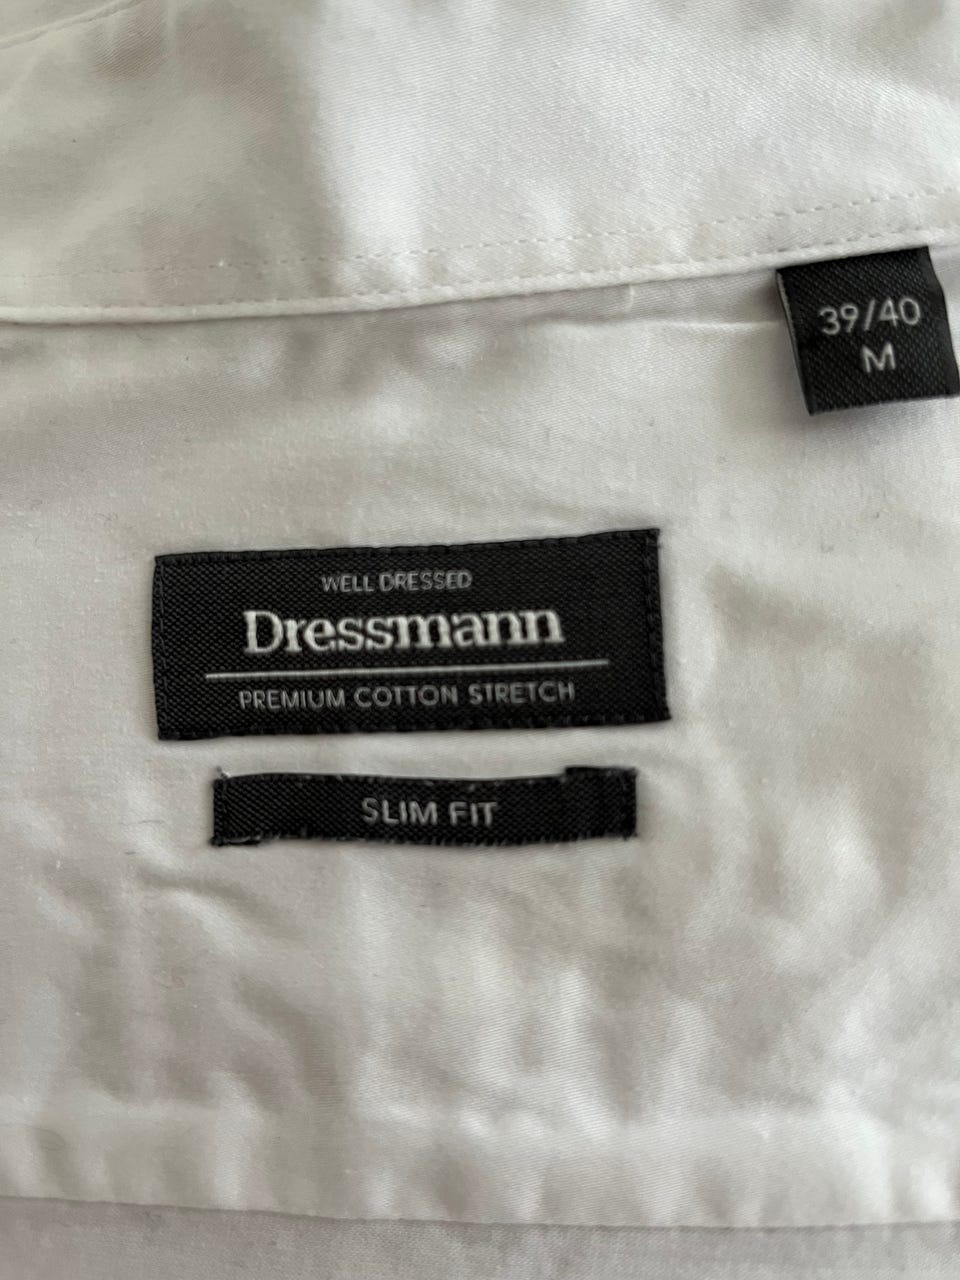 39/40
M
WELL DRESSED
Dressmann
PREMIUM COTTON STRETCH
SLIM FIT